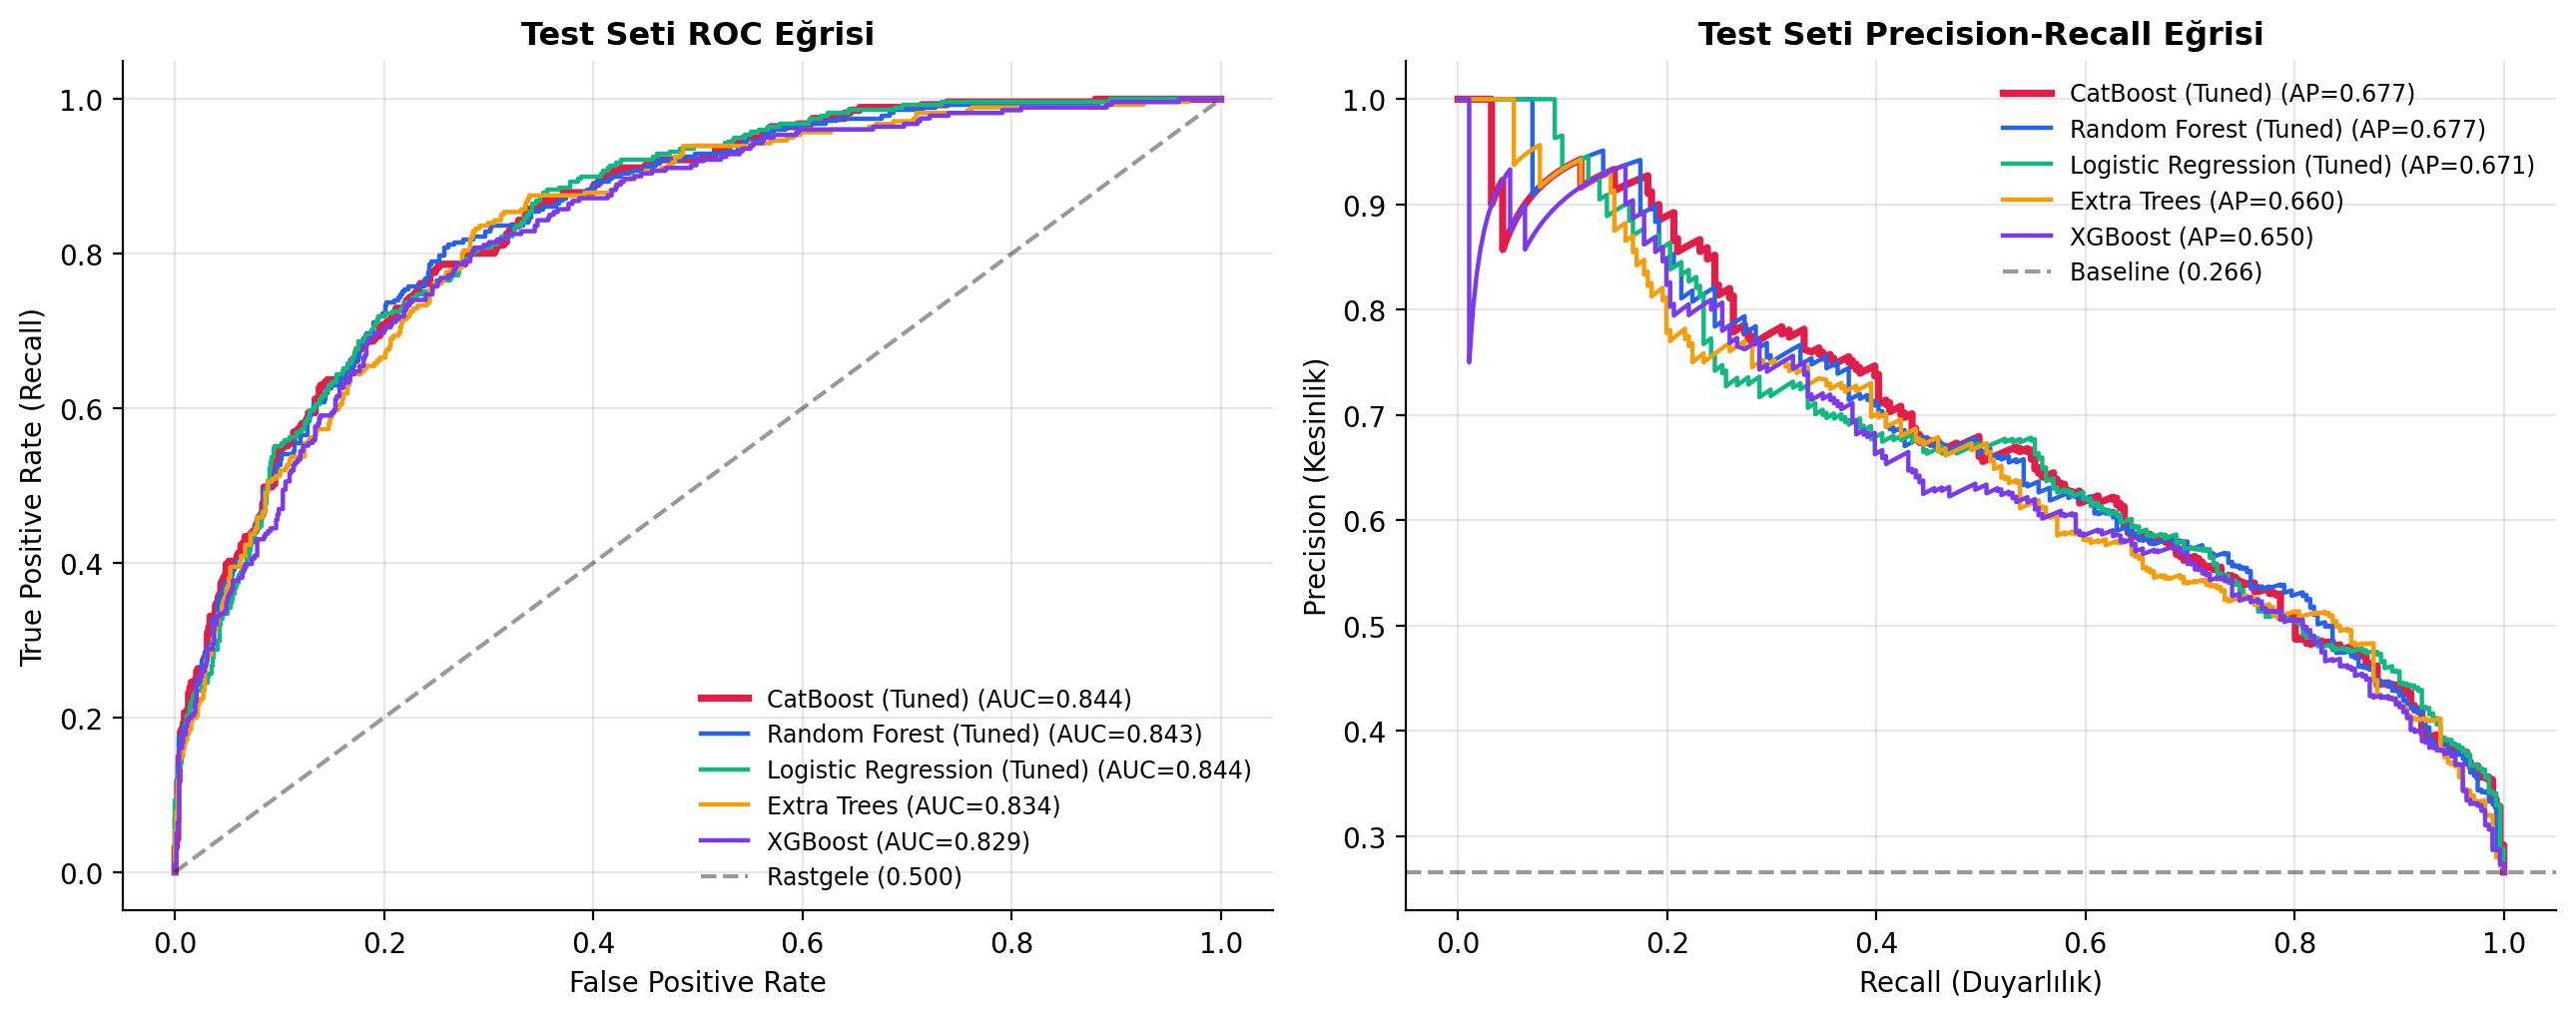 Test Seti ROC Eğrisi
True Positive Rate (Recall)
1.0
0.8
0.6
0.4
0.2
0.0
CatBoost (Tuned) (AUC=0.844)
Random Forest (Tuned) (AUC=0.843)
Logistic Regression (Tuned) (AUC=0.844)
Extra Trees (AUC=0.834)
XGBoost (AUC=0.829)
Rastgele (0.500)
0.0 0.2 0.4 0.6 0.8 1.0
False Positive Rate
Test Seti Precision-Recall Eğrisi
Precision (Kesinlik)
1.0
0.9
0.8
0.7
0.6
0.5
0.4
0.3
CatBoost (Tuned) (AP=0.677)
Random Forest (Tuned) (AP=0.677)
Logistic Regression (Tuned) (AP=0.671)
Extra Trees (AP=0.660)
XGBoost (AP=0.650)
Baseline (0.266)
0.0 0.2 0.4 0.6 0.8 1.0
Recall (Duyarlılık)